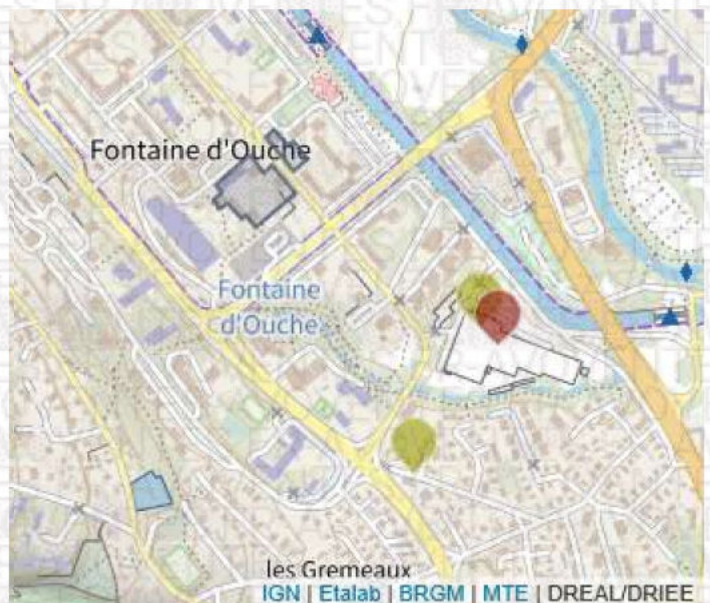 Fontaine d'Ouche
Fontaine
d'Ouche
les Gremeaux
IGN | Etalab | BRGM | MTE | DREAL/DRIEE